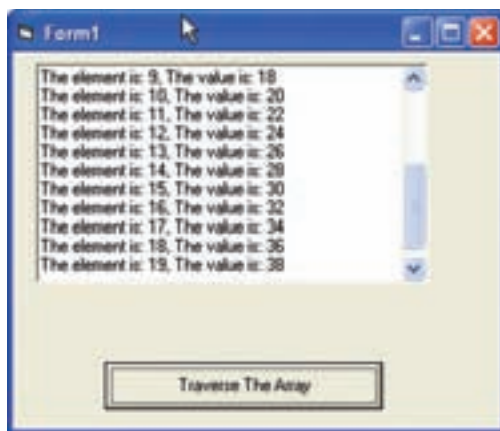 Form1
The element is: 9, The value is: 18
The element is: 10, The value is: 20
The element is: 11, The value is: 22
The element is: 12, The value is: 24
The element is: 13, The value is: 26
The element is: 14, The value is: 28
The element is: 15, The value is: 30
The element is: 16, The value is: 32
The element is: 17, The value is: 34
The element is: 18, The value is: 36
The element is: 19, The value is: 38
Traverse The Array